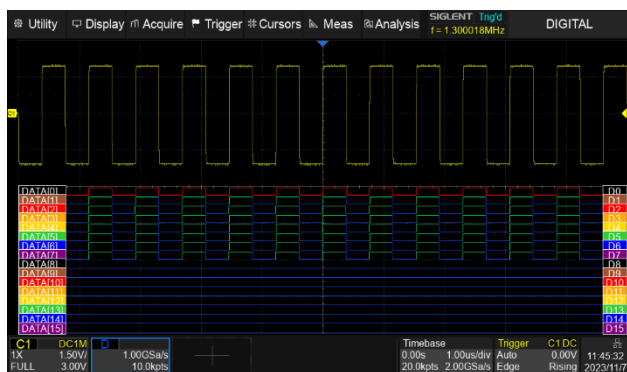 Utility Display Acquire Trigger Cursors Meas Analysis SIGLENT Trig'd DIGITAL
f = 1.300018MHz
C1
DATA[0] D0
DATA[1] D1
DATA[2] D2
DATA[3] D3
DATA[4] D4
DATA[5] D5
DATA[6] D6
DATA[7] D7
DATA[8] D8
DATA[9] D9
DATA[10] D10
DATA[11] D11
DATA[12] D12
DATA[13] D13
DATA[14] D14
DATA[15] D15
C1 DC1M D Timebase Trigger C1 DC
1X 1.50V/ 1.00GSa/s 0.00s 1.00us/div Auto 0.00V 11:45:32
FULL 3.00V 10.0kpts 20.0kpts 2.00GSa/s Edge Rising 2023/11/7